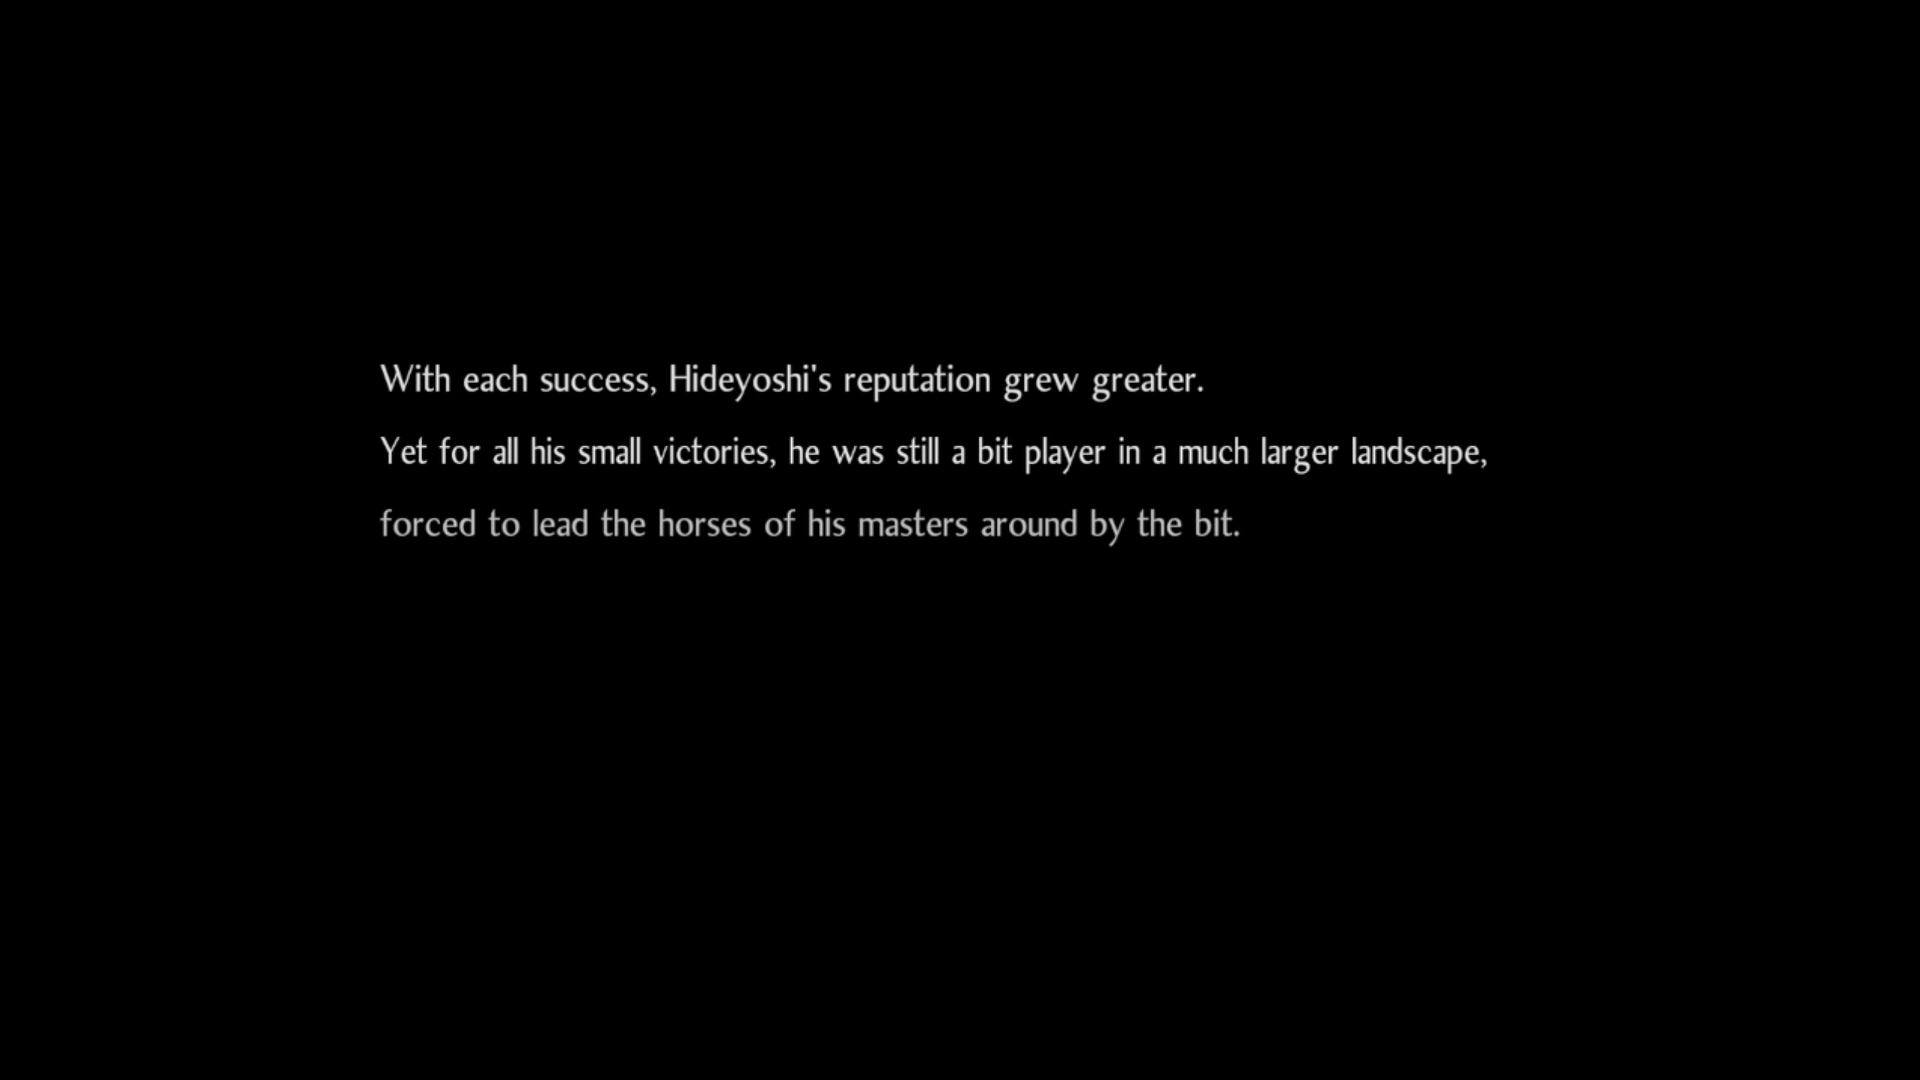 With each success, Hideyoshi's reputation grew greater.
Yet for all his small victories, he was still a bit player in a much larger landscape,
forced to lead the horses of his masters around by the bit.